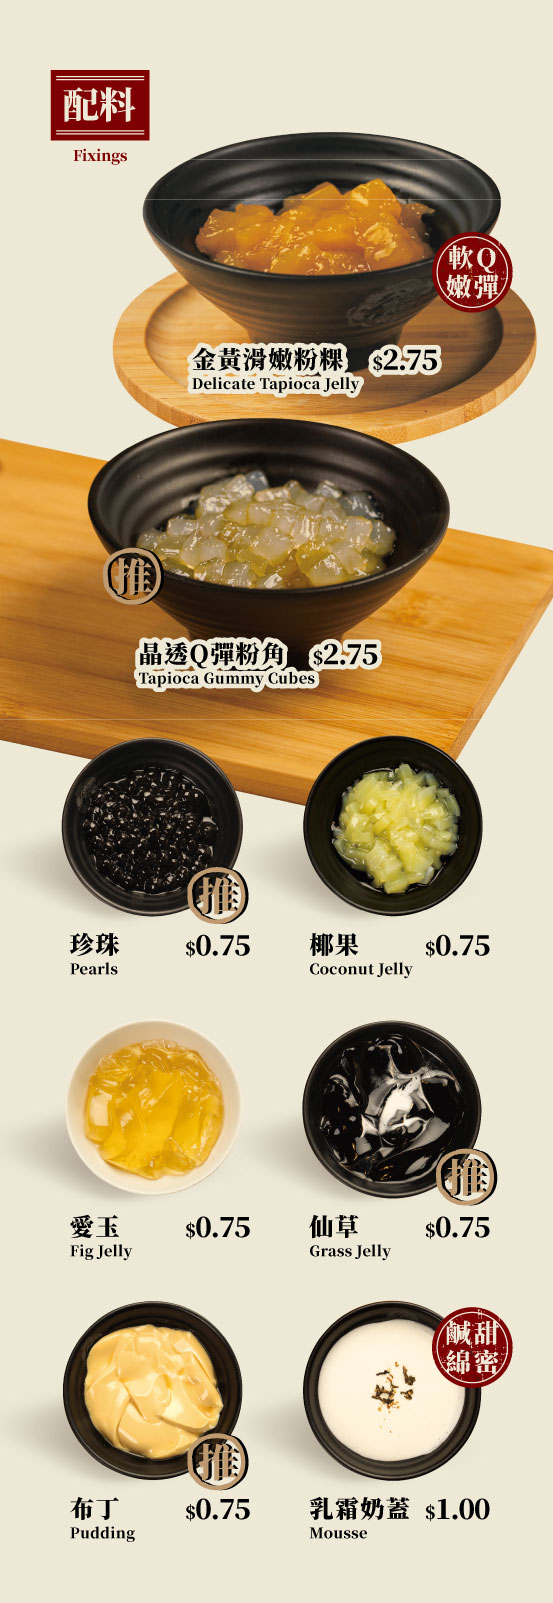 配料
Fixings
軟Q
嫩彈
金黃滑嫩粉粿 $2.75
Delicate Tapioca Jelly
推
晶透Q彈粉角 $2.75
Tapioca Gummy Cubes
推
珍珠 $0.75
Pearls
椰果 $0.75
Coconut Jelly
愛玉 $0.75
Fig Jelly
推
仙草 $0.75
Grass Jelly
鹹甜
綿密
推
布丁 $0.75
Pudding
乳霜奶蓋 $1.00
Mousse